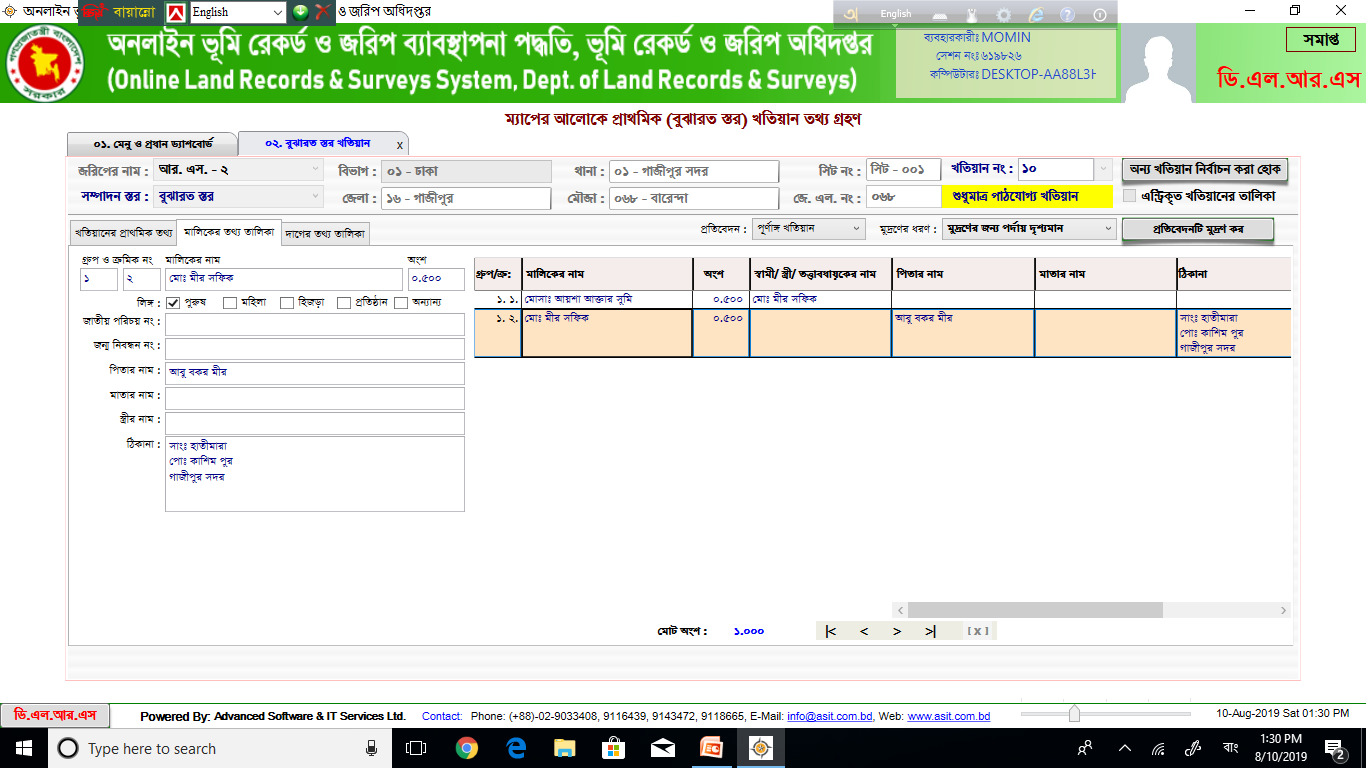 অনলাইন ভূ
বায়ান্নো
English
ও জরিপ অধিদপ্তর
English
অনলাইন ভূমি রেকর্ড ও জরিপ ব্যাবস্থাপনা পদ্ধতি, ভূমি রেকর্ড ও জরিপ অধিদপ্তর
(Online Land Records & Surveys System, Dept. of Land Records & Surveys)
ব্যবহারকারীঃ MOMIN
সেশন নংঃ ৬১৯৮২৬
কম্পিউটারঃ DESKTOP-AA88L3H
সমাপ্ত
ডি.এল.আর.এস
ম্যাপের আলোকে প্রাথমিক (বুঝারত স্তর) খতিয়ান তথ্য গ্রহণ
০১. মেনু ও প্রধান ড্যাশবোর্ড
০২. বুঝারত স্তর খতিয়ান x
জরিপের নাম : আর. এস. - ২ বিভাগ : ০১ - ঢাকা থানা : ০১ - গাজীপুর সদর সিট নং : সিট - ০০১ খতিয়ান নং : ১০ অন্য খতিয়ান নির্বাচন করা হোক
সম্পাদন স্তর : বুঝারত স্তর জেলা : ১৬ - গাজীপুর মৌজা : ০৬৮ - বারেন্দা জে. এল. নং : ০৬৮ শুধুমাত্র পাঠযোগ্য খতিয়ান এন্ট্রিকৃত খতিয়ানের তালিকা
খতিয়ানের প্রাথমিক তথ্য মালিকের তথ্য তালিকা দাগের তথ্য তালিকা প্রতিবেদন : পূর্ণাঙ্গ খতিয়ান মুদ্রণের ধরণ : মুদ্রণের জন্য পর্দায় দৃশ্যমান প্রতিবেদনটি মুদ্রণ কর
গ্রুপ ও ক্রমিক নং মালিকের নাম অংশ
১ ২ মোঃ মীর সফিক ০.৫০০
লিঙ্গ : পুরুষ মহিলা হিজড়া প্রতিষ্ঠান অন্যান্য
জাতীয় পরিচয় নং :
জন্ম নিবন্ধন নং :
পিতার নাম : আবু বকর মীর
মাতার নাম :
স্ত্রীর নাম :
ঠিকানা : সাংঃ হাতীমারা
পোঃ কাশিম পুর
গাজীপুর সদর
গ্রুপ/ক্র: মালিকের নাম অংশ স্বামী/ স্ত্রী/ তত্ত্বাবধায়কের নাম পিতার নাম মাতার নাম ঠিকানা
১. ১. মোসাঃ আয়শা আক্তার সুমি ০.৫০০ মোঃ মীর সফিক
১. ২. মোঃ মীর সফিক ০.৫০০ আবু বকর মীর সাংঃ হাতীমারা
পোঃ কাশিম পুর
গাজীপুর সদর
মোট অংশ : ১.০০০ |< < > >| [ x ]
ডি.এল.আর.এস Powered By: Advanced Software & IT Services Ltd. Contact: Phone: (+88)-02-9033408, 9116439, 9143472, 9118665, E-Mail: info@asit.com.bd, Web: www.asit.com.bd 10-Aug-2019 Sat 01:30 PM
Type here to search
বাং
1:30 PM
8/10/2019
2